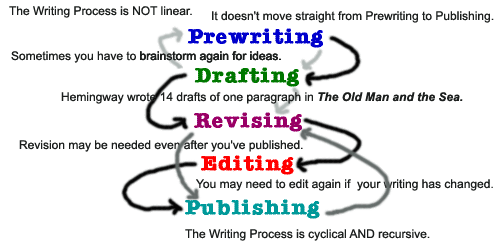 The Writing Process is NOT linear.
It doesn't move straight from Prewriting to Publishing.
Prewriting
Sometimes you have to brainstorm again for ideas.
Drafting
Hemingway wrote 14 drafts of one paragraph in The Old Man and the Sea.
Revising
Revision may be needed even after you've published.
Editing
You may need to edit again if your writing has changed.
Publishing
The Writing Process is cyclical AND recursive.